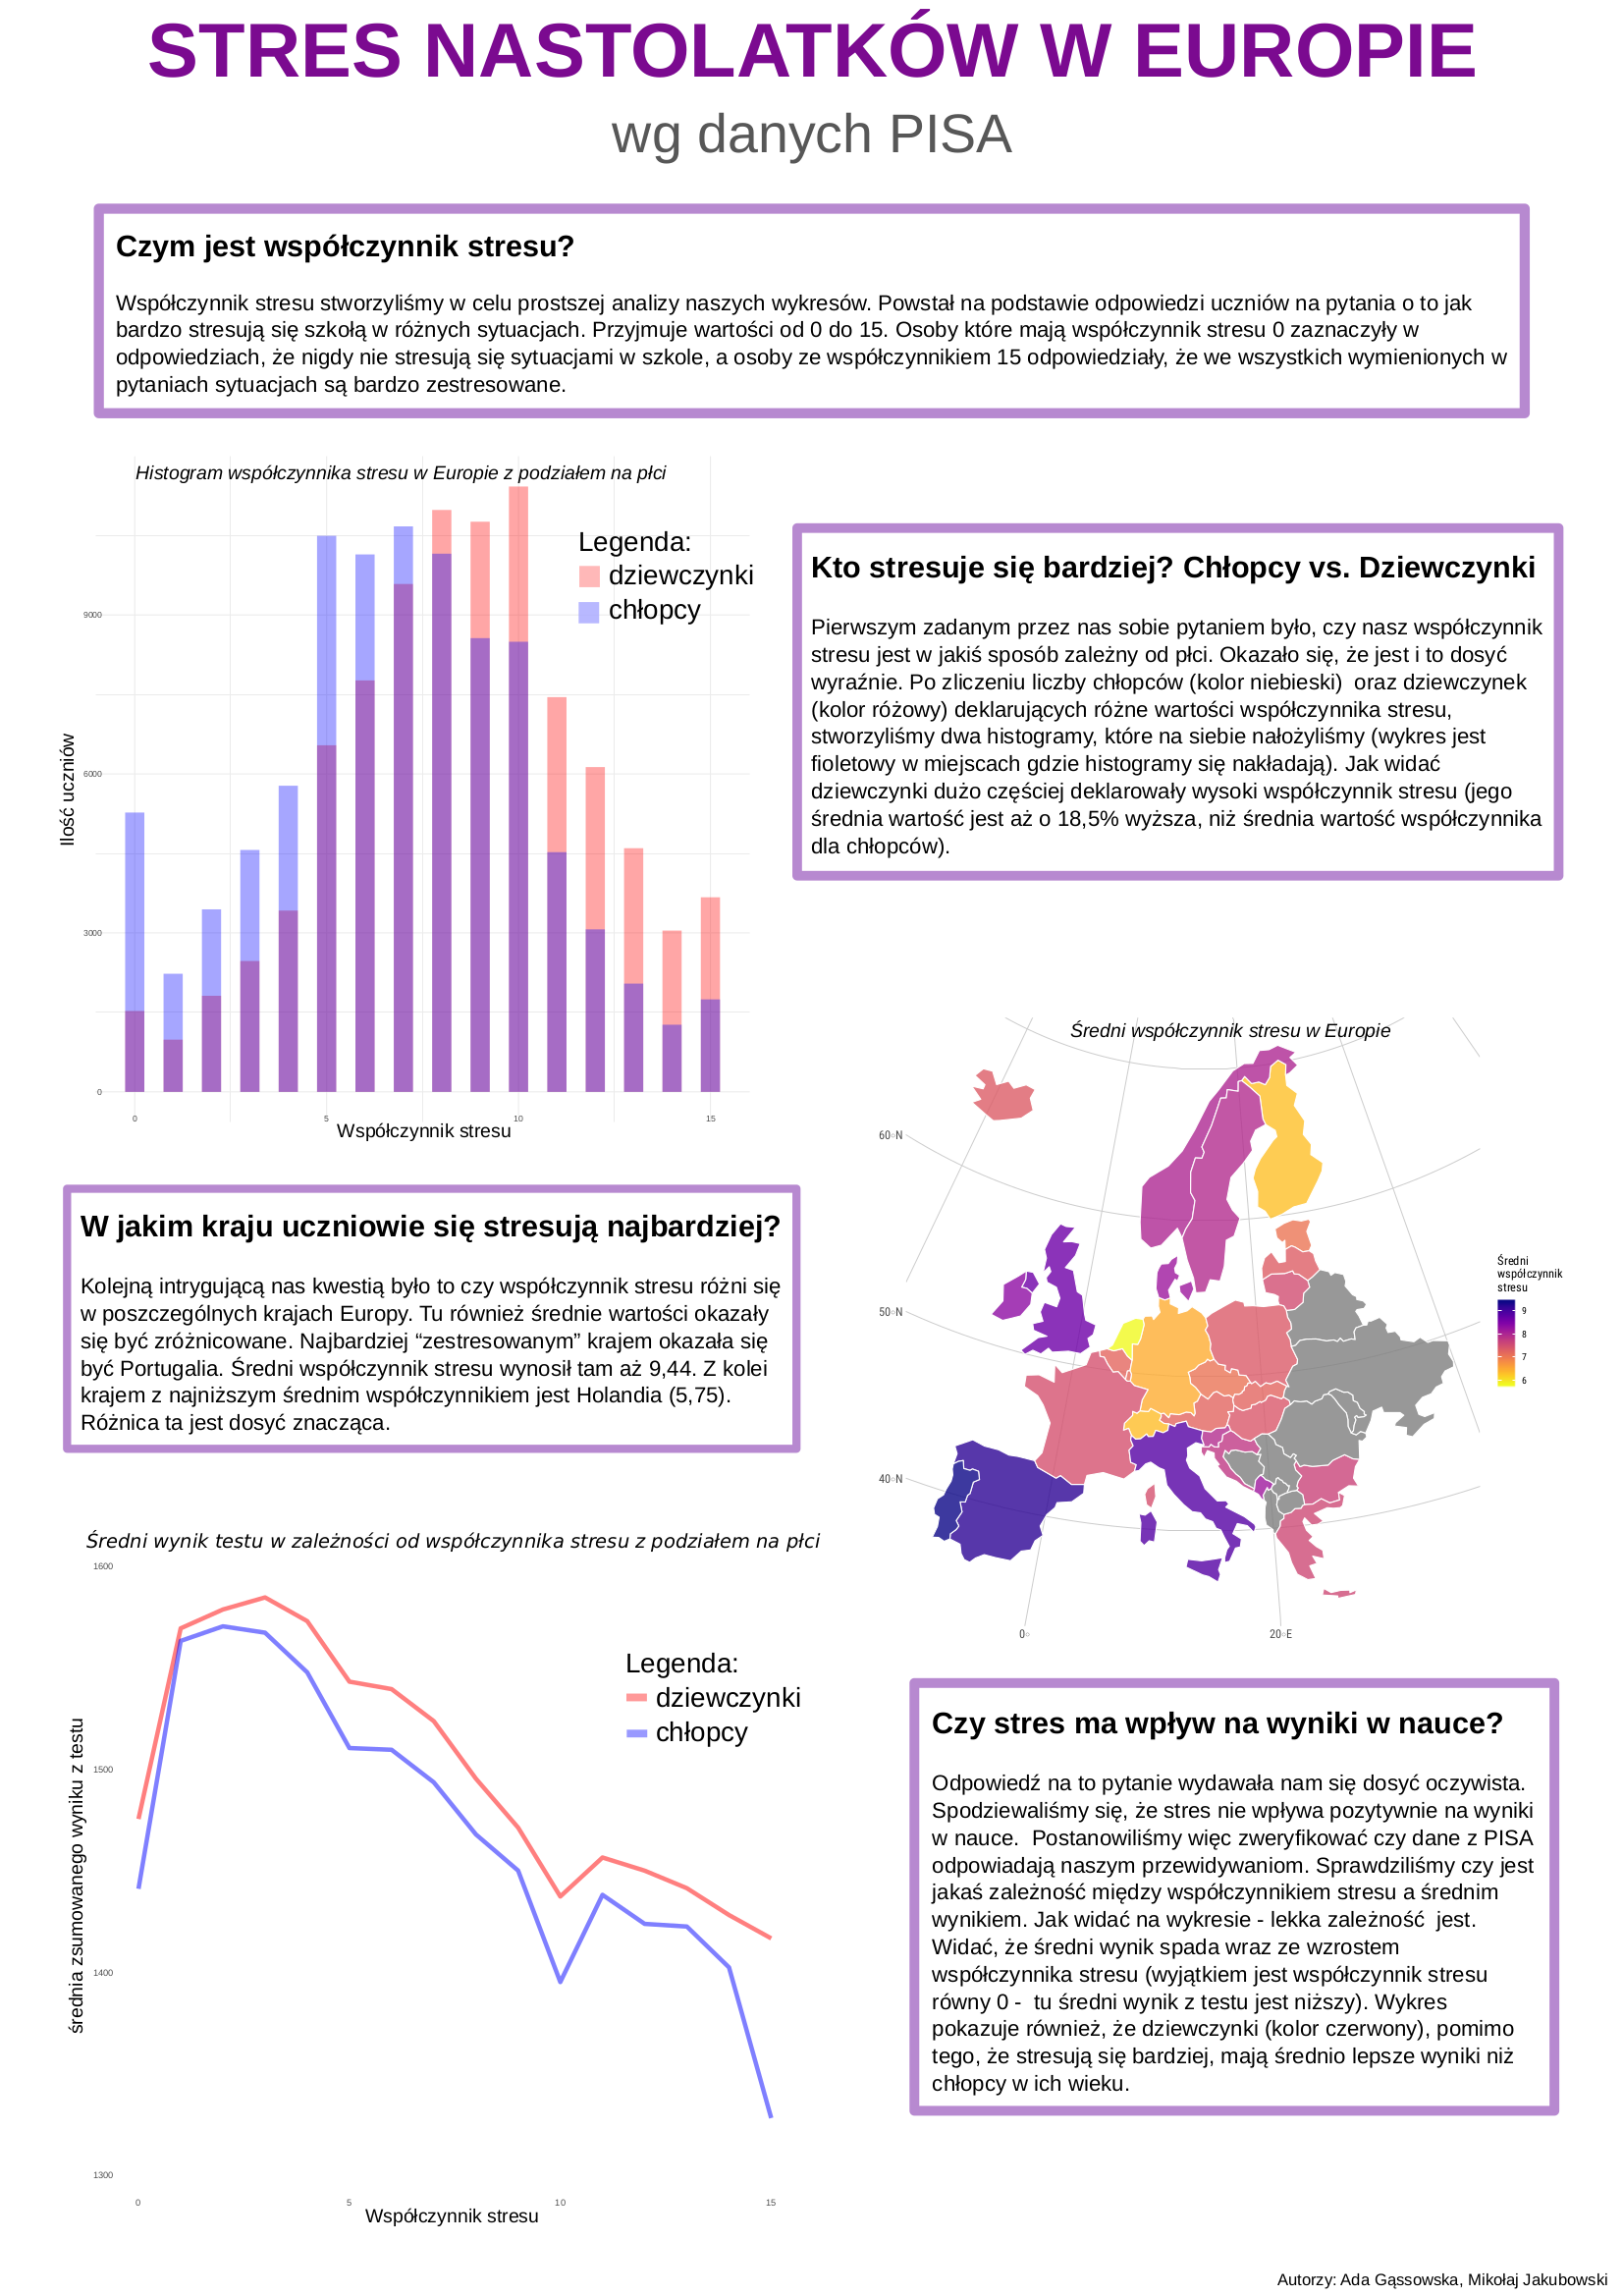 STRES NASTOLATKÓW W EUROPIE
wg danych PISA
Czym jest współczynnik stresu?
Współczynnik stresu stworzyliśmy w celu prostszej analizy naszych wykresów. Powstał na podstawie odpowiedzi uczniów na pytania o to jak
bardzo stresują się szkołą w różnych sytuacjach. Przyjmuje wartości od 0 do 15. Osoby które mają współczynnik stresu 0 zaznaczyły w
odpowiedziach, że nigdy nie stresują się sytuacjami w szkole, a osoby ze współczynnikiem 15 odpowiedziały, że we wszystkich wymienionych w
pytaniach sytuacjach są bardzo zestresowane.
Histogram współczynnika stresu w Europie z podziałem na płci
Legenda:
dziewczynki
chłopcy
9000
6000
3000
0
Ilość uczniów
0 5 10 15
Współczynnik stresu
Kto stresuje się bardziej? Chłopcy vs. Dziewczynki
Pierwszym zadanym przez nas sobie pytaniem było, czy nasz współczynnik
stresu jest w jakiś sposób zależny od płci. Okazało się, że jest i to dosyć
wyraźnie. Po zliczeniu liczby chłopców (kolor niebieski)  oraz dziewczynek
(kolor różowy) deklarujących różne wartości współczynnika stresu,
stworzyliśmy dwa histogramy, które na siebie nałożyliśmy (wykres jest
fioletowy w miejscach gdzie histogramy się nakładają). Jak widać
dziewczynki dużo częściej deklarowały wysoki współczynnik stresu (jego
średnia wartość jest aż o 18,5% wyższa, niż średnia wartość współczynnika
dla chłopców).
Średni współczynnik stresu w Europie
60°N
50°N
40°N
0°
20°E
Średni
współczynnik
stresu
9
8
7
6
W jakim kraju uczniowie się stresują najbardziej?
Kolejną intrygującą nas kwestią było to czy współczynnik stresu różni się
w poszczególnych krajach Europy. Tu również średnie wartości okazały
się być zróżnicowane. Najbardziej “zestresowanym” krajem okazała się
być Portugalia. Średni współczynnik stresu wynosił tam aż 9,44. Z kolei
krajem z najniższym średnim współczynnikiem jest Holandia (5,75).
Różnica ta jest dosyć znacząca.
Średni wynik testu w zależności od współczynnika stresu z podziałem na płci
Legenda:
dziewczynki
chłopcy
1600
1500
1400
1300
średnia zsumowanego wyniku z testu
0 5 10 15
Współczynnik stresu
Czy stres ma wpływ na wyniki w nauce?
Odpowiedź na to pytanie wydawała nam się dosyć oczywista.
Spodziewaliśmy się, że stres nie wpływa pozytywnie na wyniki
w nauce.  Postanowiliśmy więc zweryfikować czy dane z PISA
odpowiadają naszym przewidywaniom. Sprawdziliśmy czy jest
jakaś zależność między współczynnikiem stresu a średnim
wynikiem. Jak widać na wykresie - lekka zależność  jest.
Widać, że średni wynik spada wraz ze wzrostem
współczynnika stresu (wyjątkiem jest współczynnik stresu
równy 0 -  tu średni wynik z testu jest niższy). Wykres
pokazuje również, że dziewczynki (kolor czerwony), pomimo
tego, że stresują się bardziej, mają średnio lepsze wyniki niż
chłopcy w ich wieku.
Autorzy: Ada Gąssowska, Mikołaj Jakubowski